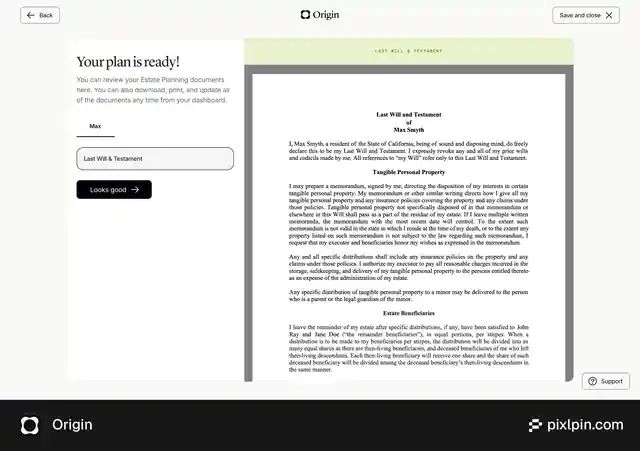 Back
Origin
Save and close
Your plan is ready!
You can review your Estate Planning documents
here. You can also download, print, and update all
of the documents any time from your dashboard.
Max
Last Will & Testament
Looks good
LAST WILL & TESTAMENT
Last Will and Testament
of
Max Smyth
I, Max Smyth, a resident of the State of California, being of sound and disposing mind, do freely
declare this to be my Last Will and Testament. I expressly revoke any and all of my prior wills
and codicils made by me. All references to “my Will” refer only to this Last Will and Testament.
Tangible Personal Property
I may prepare a memorandum, signed by me, directing the disposition of my interests in certain
tangible personal property. My memorandum or other similar writing directs how I give all my
tangible personal property and any insurance policies covering the property and any claims under
those policies. Tangible personal property not specifically disposed of in that memorandum or
elsewhere in this Will shall pass as a part of the residue of my estate. If I leave multiple written
memoranda, the memorandum with the most recent date will control. To the extent such
memorandum is not valid in the state in which I reside at the time of my death, or to the extent any
property listed on such memorandum is not subject to the law regarding such memorandum, I
request that my executor and beneficiaries honor my wishes as expressed in the memorandum.
Any and all specific distributions shall include any insurance policies on the property and any
claims under those policies. I authorize my executor to pay all reasonable charges incurred in the
storage, safekeeping, and delivery of my tangible personal property to the persons entitled thereto
as an expense of the administration of my estate.
Any specific distribution of tangible personal property to a minor may be delivered to the person
who is a parent or the legal guardian of the minor.
Estate Beneficiaries
I leave the remainder of my estate after specific distributions, if any, have been satisfied to John
Ray and Jane Doe (“the remainder beneficiaries”), in equal portions, per stirpes. When a
distribution is to be made to my beneficiaries per stirpes, the distribution will be divided into as
many equal shares as there are then-living beneficiaries, and deceased beneficiaries of me who left
then-living descendants. Each then-living beneficiary will receive one share and the share of each
deceased beneficiary will be divided among the deceased beneficiary’s then-living descendants in
the same manner.
Support
Origin
pixlpin.com